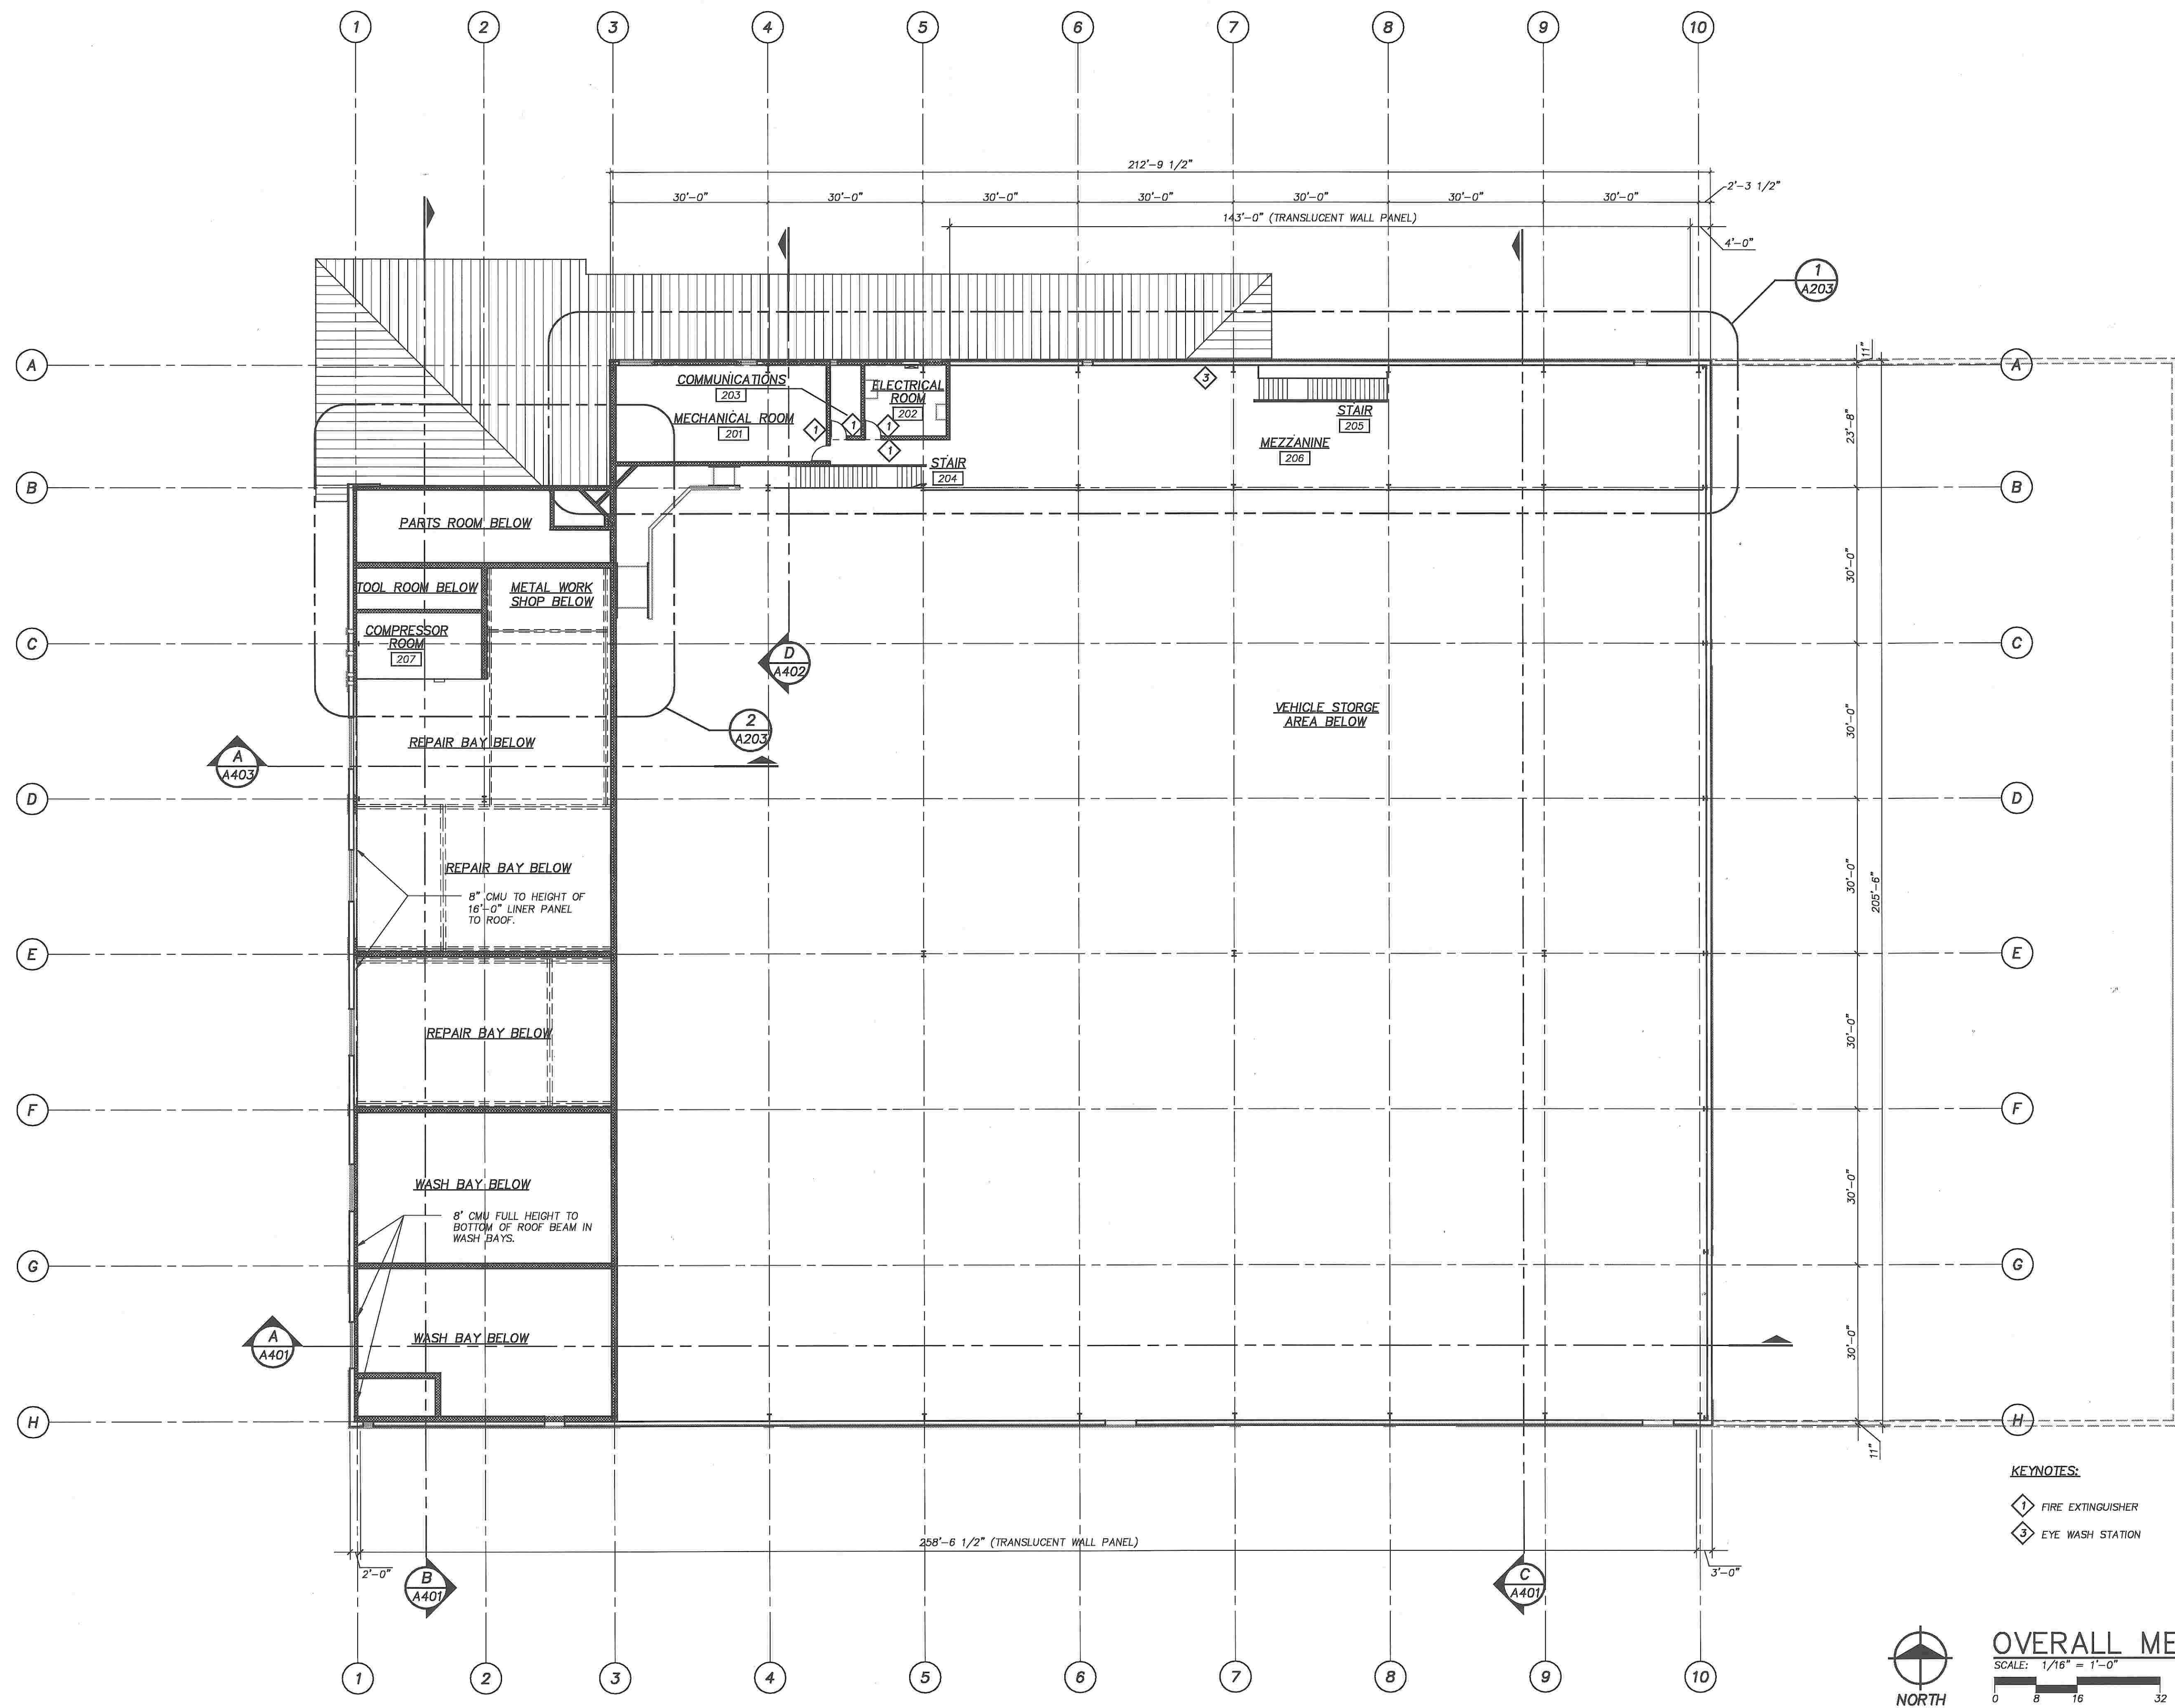 1 2 3 4 5 6 7 8 9 10
212'-9 1/2"
2'-3 1/2"
30'-0" 30'-0" 30'-0" 30'-0" 30'-0" 30'-0" 30'-0"
143'-0" (TRANSLUCENT WALL PANEL)
4'-0"
1
A203
11"
A A
COMMUNICATIONS
203
ELECTRICAL
ROOM
202
3
MECHANICAL ROOM
201
1 1 1
1
STAIR
205
MEZZANINE
206
23'-8"
STAIR
204
B B
PARTS ROOM BELOW
30'-0"
TOOL ROOM BELOW
METAL WORK
SHOP BELOW
COMPRESSOR
ROOM
207
C C
D
A402
VEHICLE STORGE
AREA BELOW
30'-0"
2
A203
REPAIR BAY BELOW
A
A403
D D
REPAIR BAY BELOW
8" CMU TO HEIGHT OF
16'-0" LINER PANEL
TO ROOF.
30'-0"
205'-6"
E E
REPAIR BAY BELOW
30'-0"
F F
WASH BAY BELOW
30'-0"
8' CMU FULL HEIGHT TO
BOTTOM OF ROOF BEAM IN
WASH BAYS.
G G
WASH BAY BELOW
30'-0"
A
A401
H H
11"
KEYNOTES:
1 FIRE EXTINGUISHER
3 EYE WASH STATION
258'-6 1/2" (TRANSLUCENT WALL PANEL)
2'-0"
3'-0"
B
A401
C
A401
1 2 3 4 5 6 7 8 9 10
NORTH
OVERALL ME
SCALE: 1/16" = 1'-0"
0 8 16 32